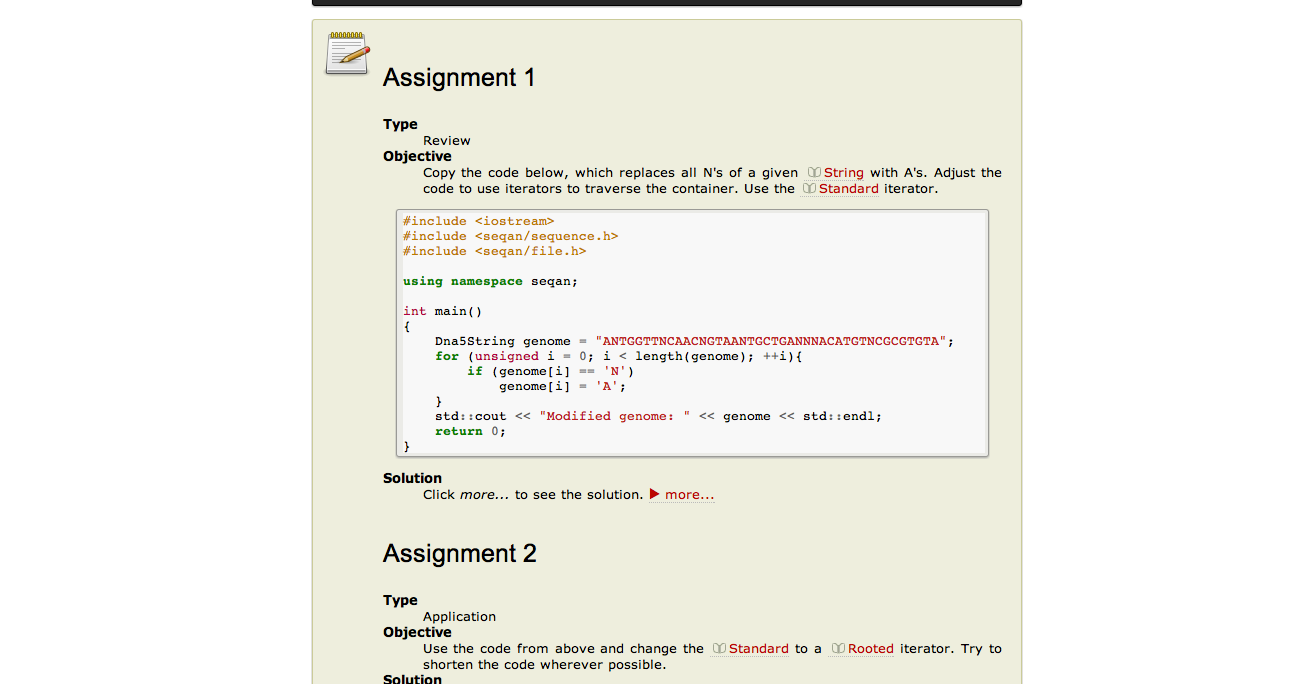 Assignment 1
Type
Review
Objective
Copy the code below, which replaces all N's of a given String with A's. Adjust the
code to use iterators to traverse the container. Use the Standard iterator.
#include <iostream>
#include <seqan/sequence.h>
#include <seqan/file.h>
using namespace seqan;
int main()
{
    Dna5String genome = "ANTGGTTNCAACNGTAANTGCTGANNNACATGTNCGCGTGTA";
    for (unsigned i = 0; i < length(genome); ++i){
        if (genome[i] == 'N')
            genome[i] = 'A';
    }
    std::cout << "Modified genome: " << genome << std::endl;
    return 0;
}
Solution
Click more... to see the solution. ▶ more...
Assignment 2
Type
Application
Objective
Use the code from above and change the Standard to a Rooted iterator. Try to
shorten the code wherever possible.
Solution